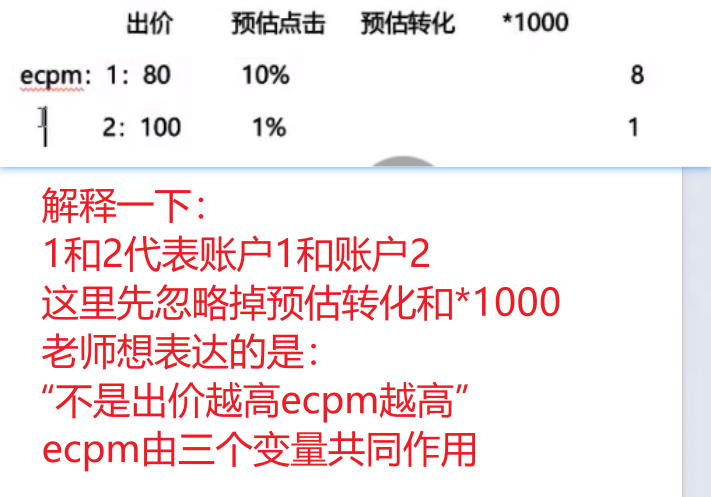 出价 预估点击 预估转化 *1000
ecpm: 1: 80 10% 8
2: 100 1% 1
解释一下：
1和2代表账户1和账户2
这里先忽略掉预估转化和*1000
老师想表达的是：
“不是出价越高ecpm越高”
ecpm由三个变量共同作用